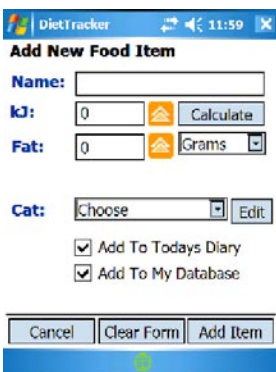 DietTracker 11:59
Add New Food Item
Name:
kJ: 0 Calculate
Fat: 0 Grams
Cat: Choose Edit
Add To Todays Diary
Add To My Database
Cancel Clear Form Add Item